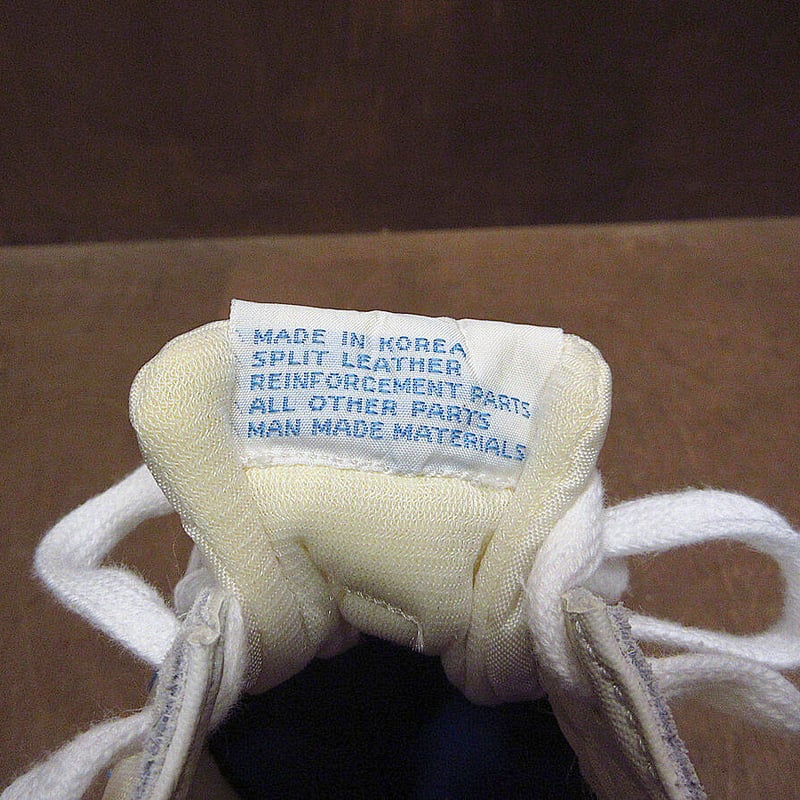 MADE IN KOREA
SPLIT LEATHER
REINFORCEMENT PARTS
ALL OTHER PARTS
MAN MADE MATERIALS